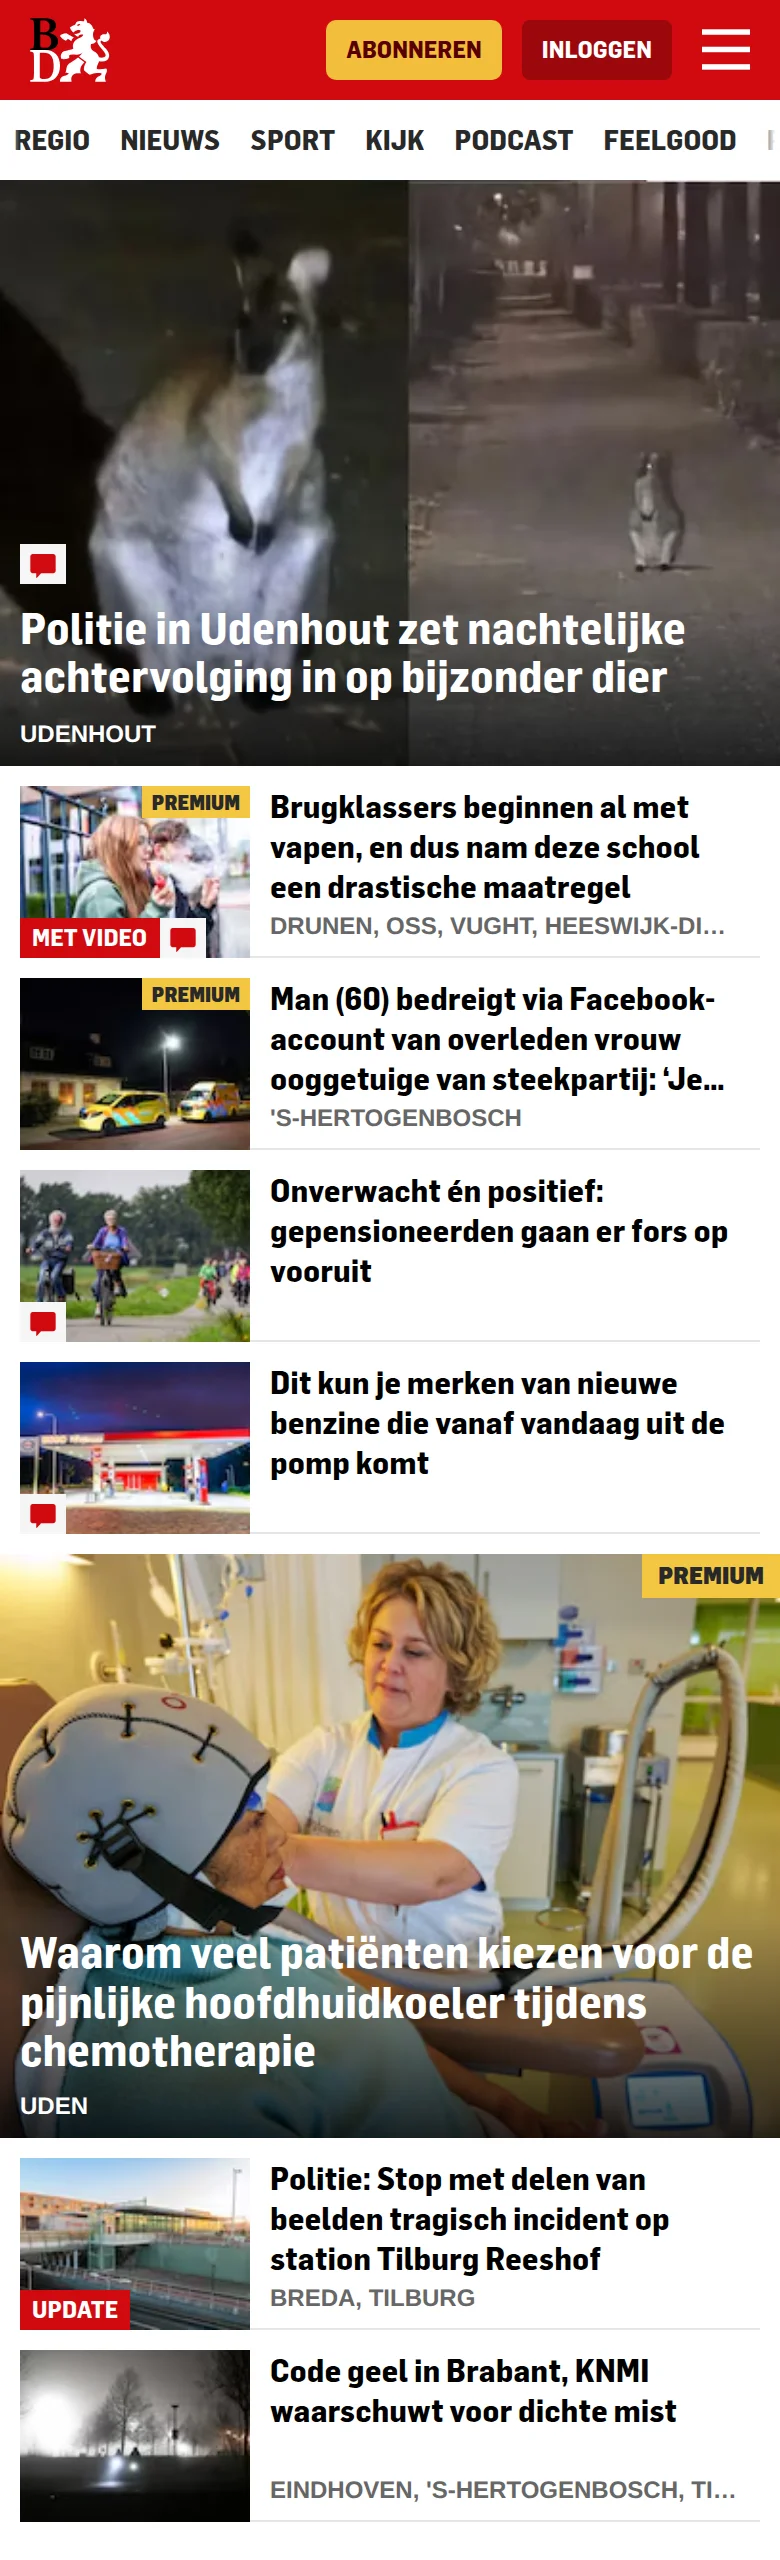 BD
ABONNEREN
INLOGGEN
REGIO NIEUWS SPORT KIJK PODCAST FEELGOOD
Politie in Udenhout zet nachtelijke
achtervolging in op bijzonder dier
UDENHOUT
PREMIUM
MET VIDEO
Brugklassers beginnen al met
vapen, en dus nam deze school
een drastische maatregel
DRUNEN, OSS, VUGHT, HEESWIJK-DI...
PREMIUM
Man (60) bedreigt via Facebook-
account van overleden vrouw
ooggetuige van steekpartij: ‘Je...
'S-HERTOGENBOSCH
Onverwacht én positief:
gepensioneerden gaan er fors op
vooruit
Dit kun je merken van nieuwe
benzine die vanaf vandaag uit de
pomp komt
PREMIUM
Waarom veel patiënten kiezen voor de
pijnlijke hoofdhuidkoeler tijdens
chemotherapie
UDEN
UPDATE
Politie: Stop met delen van
beelden tragisch incident op
station Tilburg Reeshof
BREDA, TILBURG
Code geel in Brabant, KNMI
waarschuwt voor dichte mist
EINDHOVEN, 'S-HERTOGENBOSCH, TI...